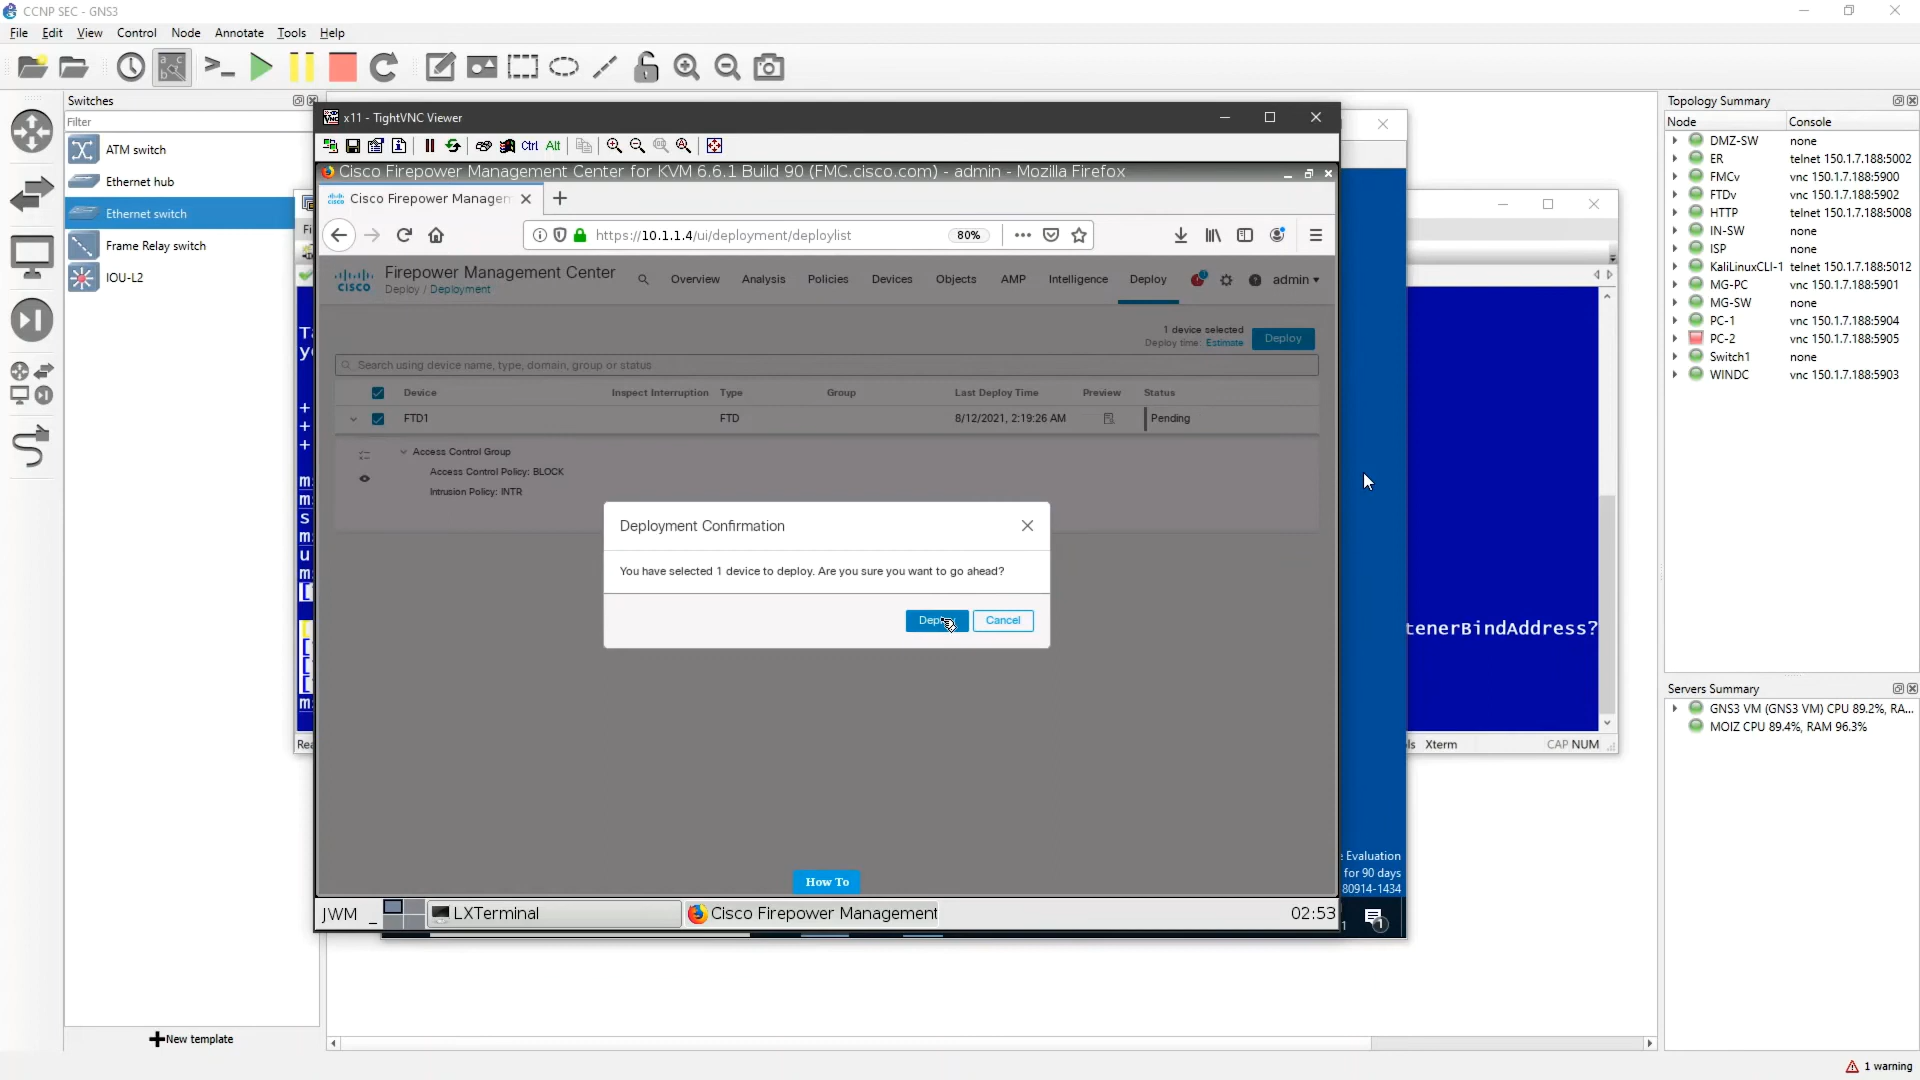 CCNP SEC - GNS3
File Edit View Control Node Annotate Tools Help
Switches
Filter
ATM switch
Ethernet hub
Ethernet switch
Frame Relay switch
IOU-L2
New template
x11 - TightVNC Viewer
Ctrl Alt
Cisco Firepower Management Center for KVM 6.6.1 Build 90 (FMC.cisco.com) - admin - Mozilla Firefox
Cisco Firepower Manager
https://10.1.1.4/ui/deployment/deploylist 80%
CISCO Firepower Management Center
Deploy / Deployment
Overview Analysis Policies Devices Objects AMP Intelligence Deploy admin
1 device selected
Deploy time: Estimate
Deploy
Search using device name, type, domain, group or status
Device Inspect Interruption Type Group Last Deploy Time Preview Status
FTD1 FTD 8/12/2021, 2:19:26 AM Pending
Access Control Group
Access Control Policy: BLOCK
Intrusion Policy: INTR
Deployment Confirmation
You have selected 1 device to deploy. Are you sure you want to go ahead?
Cancel
How To
JWM LXTerminal Cisco Firepower Management 02:53
tenerBindAddress?
Xterm CAP NUM
Evaluation
for 90 days
80914-1434
1
Topology Summary
Node Console
DMZ-SW none
ER telnet 150.1.7.188:5002
FMCv vnc 150.1.7.188:5900
FTDv vnc 150.1.7.188:5902
HTTP telnet 150.1.7.188:5008
IN-SW none
ISP none
KaliLinuxCLI-1 telnet 150.1.7.188:5012
MG-PC vnc 150.1.7.188:5901
MG-SW none
PC-1 vnc 150.1.7.188:5904
PC-2 vnc 150.1.7.188:5905
Switch1 none
WINDC vnc 150.1.7.188:5903
Servers Summary
GNS3 VM (GNS3 VM) CPU 89.2%, RA...
MOIZ CPU 89.4%, RAM 96.3%
1 warning